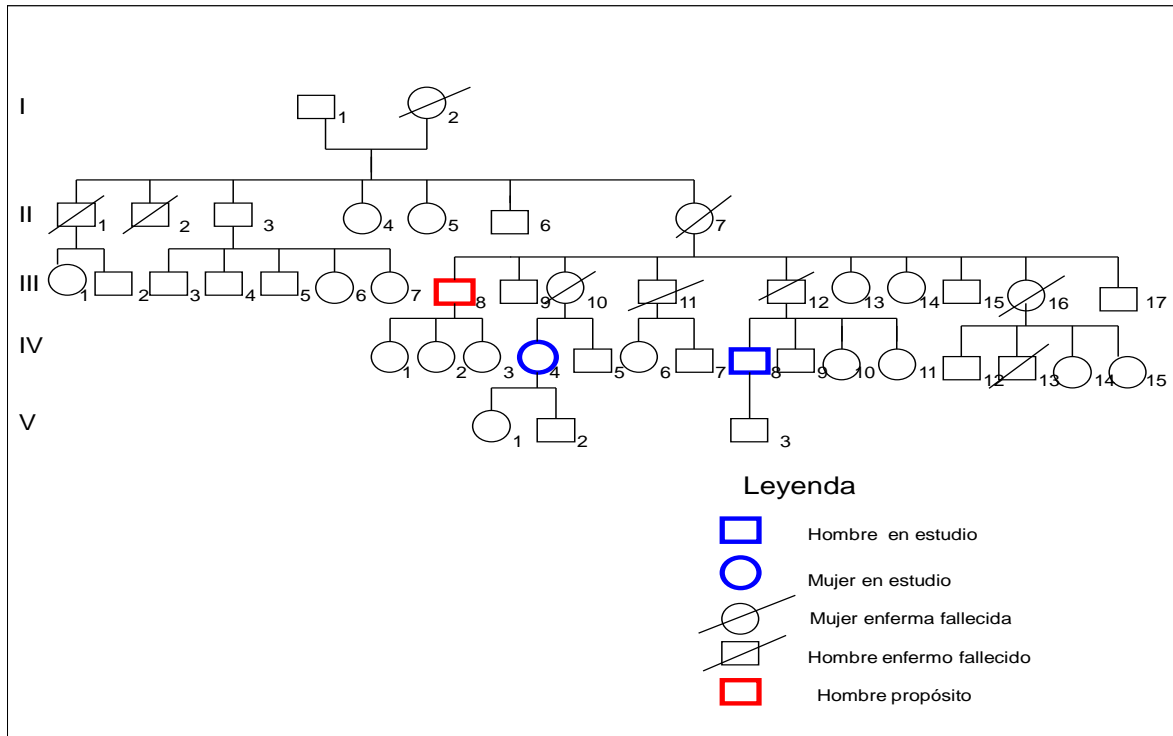 I
1 2
II
1 2 3 4 5 6 7
III
1 2 3 4 5 6 7 8 9 10 11 12 13 14 15 16 17
IV
1 2 3 4 5 6 7 8 9 10 11 12 13 14 15
V
1 2 3
Leyenda
Hombre en estudio
Mujer en estudio
Mujer enferma fallecida
Hombre enfermo fallecido
Hombre propósito